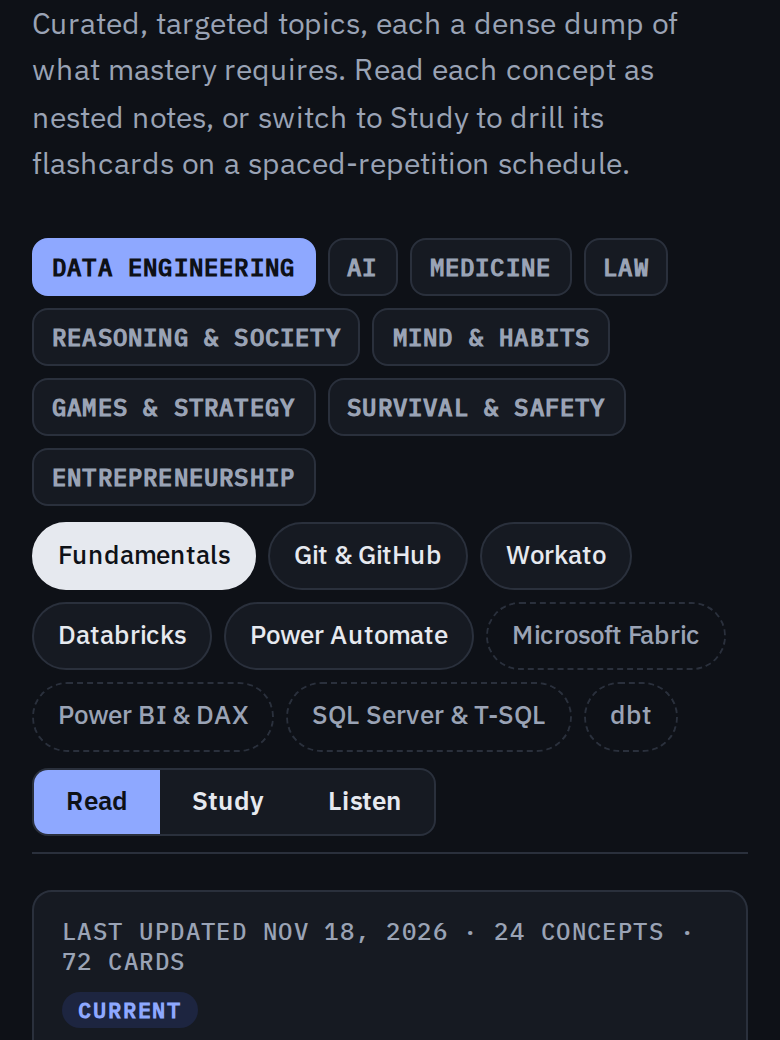 Curated, targeted topics, each a dense dump of
what mastery requires. Read each concept as
nested notes, or switch to Study to drill its
flashcards on a spaced-repetition schedule.
DATA ENGINEERING AI MEDICINE LAW
REASONING & SOCIETY MIND & HABITS
GAMES & STRATEGY SURVIVAL & SAFETY
ENTREPRENEURSHIP
Fundamentals Git & GitHub Workato
Databricks Power Automate Microsoft Fabric
Power BI & DAX SQL Server & T-SQL dbt
Read Study Listen
LAST UPDATED NOV 18, 2026 · 24 CONCEPTS ·
72 CARDS
CURRENT